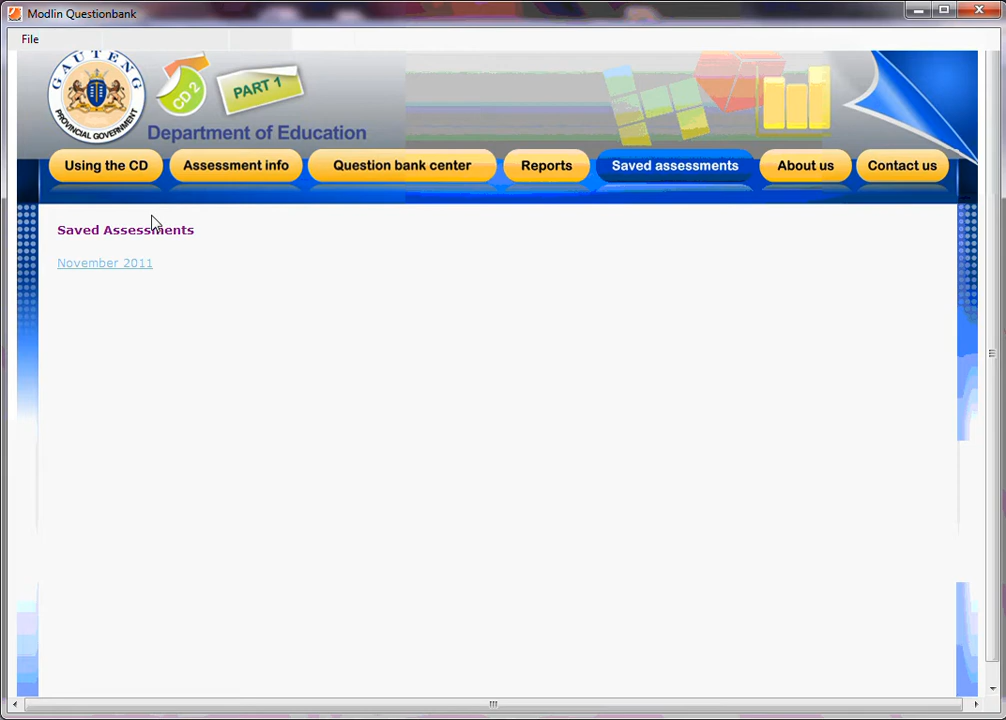 Modlin Questionbank
File
GAUTENG
PROVINCIAL GOVERNMENT
CD 2
PART 1
Department of Education
Using the CD
Assessment info
Question bank center
Reports
Saved assessments
About us
Contact us
Saved Assessments
November 2011